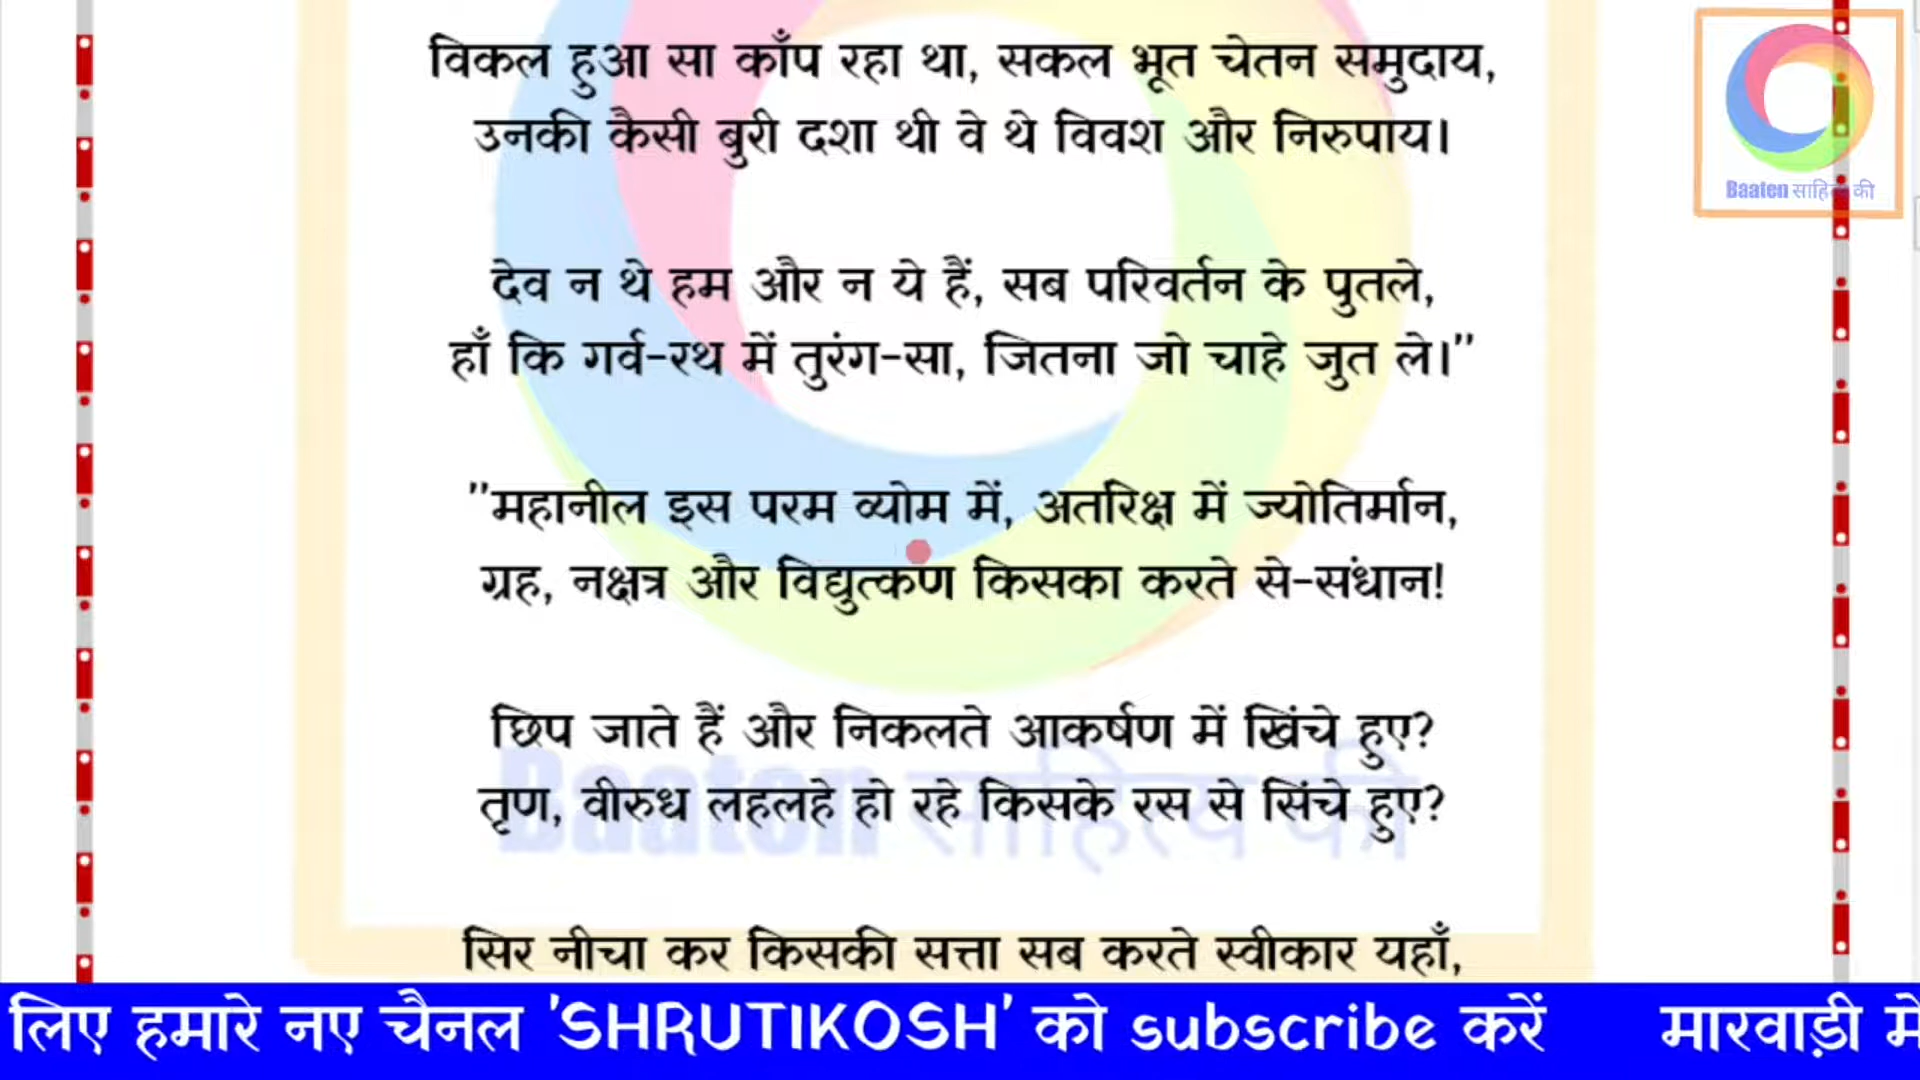 विकल हुआ सा काँप रहा था, सकल भूत चेतन समुदाय,
उनकी कैसी बुरी दशा थी वे थे विवश और निरुपाय।
देव न थे हम और न ये हैं, सब परिवर्तन के पुतले,
हाँ कि गर्व-रथ में तुरंग-सा, जितना जो चाहे जुत ले।"
"महानील इस परम व्योम में, अतरिक्ष में ज्योतिर्मान,
ग्रह, नक्षत्र और विद्युत्कण किसका करते से-संधान!
छिप जाते हैं और निकलते आकर्षण में खिंचे हुए?
तृण, वीरुध लहलहे हो रहे किसके रस से सिंचे हुए?
सिर नीचा कर किसकी सत्ता सब करते स्वीकार यहाँ,
Baaten साहित्य की
Baaten साहित्य की
लिए हमारे नए चैनल 'SHRUTIKOSH' को subscribe करें मारवाड़ी में